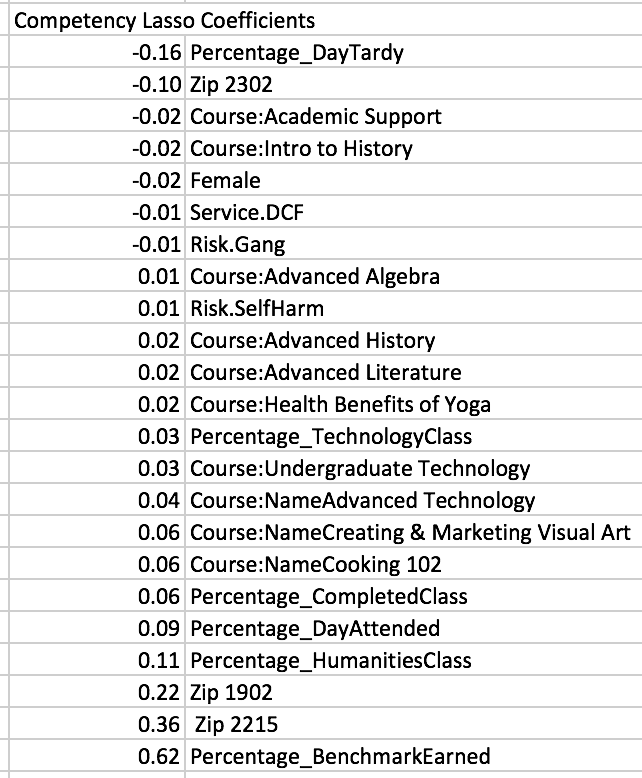 Competency Lasso Coefficients
-0.16 Percentage_DayTardy
-0.10 Zip 2302
-0.02 Course:Academic Support
-0.02 Course:Intro to History
-0.02 Female
-0.01 Service.DCF
-0.01 Risk.Gang
0.01 Course:Advanced Algebra
0.01 Risk.SelfHarm
0.02 Course:Advanced History
0.02 Course:Advanced Literature
0.02 Course:Health Benefits of Yoga
0.03 Percentage_TechnologyClass
0.03 Course:Undergraduate Technology
0.04 Course:NameAdvanced Technology
0.06 Course:NameCreating & Marketing Visual Art
0.06 Course:NameCooking 102
0.06 Percentage_CompletedClass
0.09 Percentage_DayAttended
0.11 Percentage_HumanitiesClass
0.22 Zip 1902
0.36 Zip 2215
0.62 Percentage_BenchmarkEarned